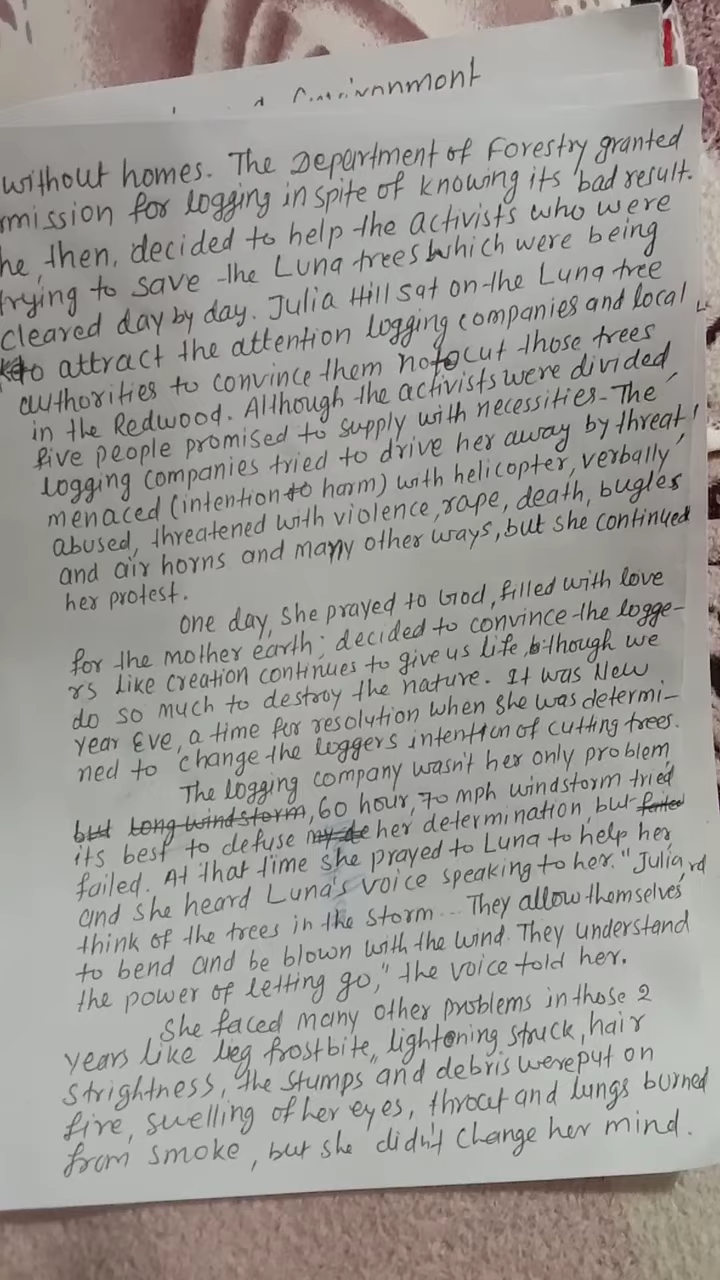 without homes. The Department of Forestry granted
mission for logging in spite of knowing its bad result.
he, then, decided to help the activists who were
trying to save the Luna trees which were being
cleared day by day. Julia Hill sat on the Luna tree
to attract the attention logging companies and local
authorities to convince them not to cut those trees
in the Redwood. Although the activists were divided,
five people promised to supply with necessities. The
logging companies tried to drive her away by threat,
menaced (intention to harm) with helicopter, verbally
abused, threatened with violence, rape, death, bugles
and air horns and many other ways, but she continued
her protest.
One day, she prayed to God, filled with love
for the mother earth; decided to convince the logge-
rs like creation continues to give us life, although we
do so much to destroy the nature. It was New
year Eve, a time for resolution when she was determi-
ned to change the loggers intention of cutting trees.
The logging company wasn't her only problem
but long windstorm, 60 hour, 70 mph windstorm tried
its best to defuse her determination, but failed
failed. At that time she prayed to Luna to help her
and she heard Luna's voice speaking to her. "Julia,
think of the trees in the storm... They allow themselves
to bend and be blown with the wind. They understand
the power of letting go," the voice told her.
She faced many other problems in those 2
years like leg frostbite, lightening struck, hair
strightness, the stumps and debris were put on
fire, swelling of her eyes, throat and lungs burned
from smoke, but she didn't change her mind.